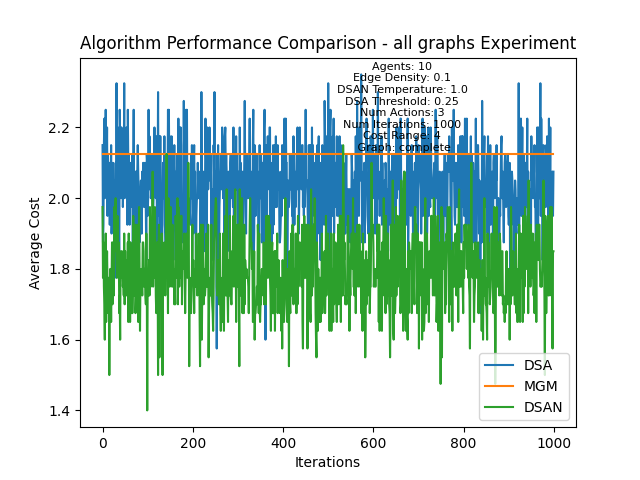 Algorithm Performance Comparison - all graphs Experiment
Agents: 10
Edge Density: 0.1
DSAN Temperature: 1.0
DSA Threshold: 0.25
Num Actions: 3
Num Iterations: 1000
Cost Range: 4
Graph: complete
2.2
2.0
1.8
1.6
1.4
Average Cost
DSA
MGM
DSAN
0
200
400
600
800
1000
Iterations